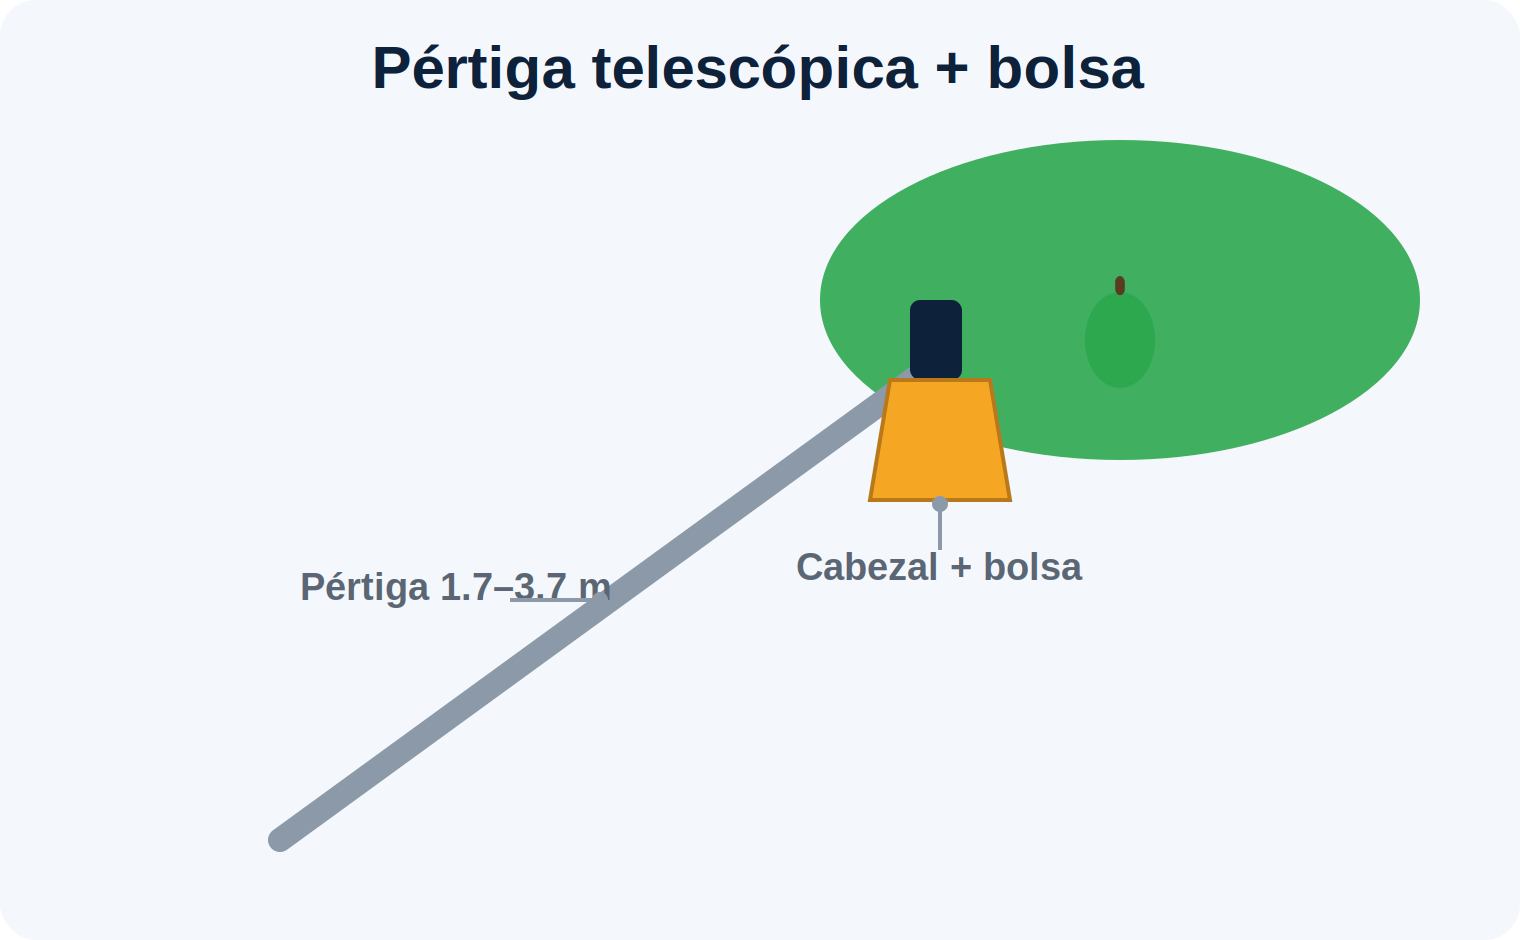 Pértiga telescópica + bolsa
Pértiga 1.7–3.7 m
Cabezal + bolsa